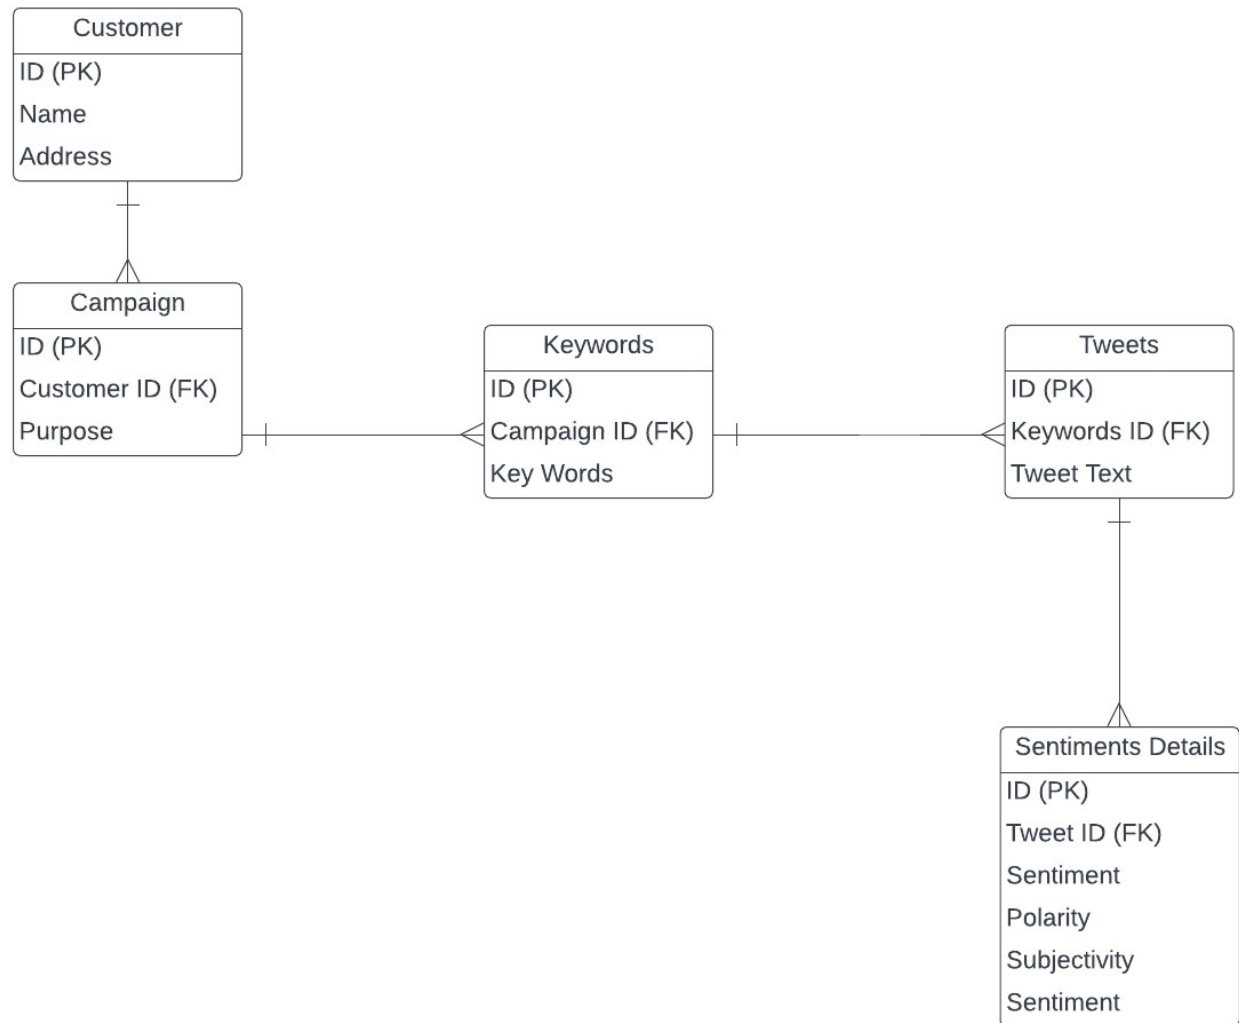 Customer
ID (PK)
Name
Address
Campaign
ID (PK)
Customer ID (FK)
Purpose
Keywords
ID (PK)
Campaign ID (FK)
Key Words
Tweets
ID (PK)
Keywords ID (FK)
Tweet Text
Sentiments Details
ID (PK)
Tweet ID (FK)
Sentiment
Polarity
Subjectivity
Sentiment